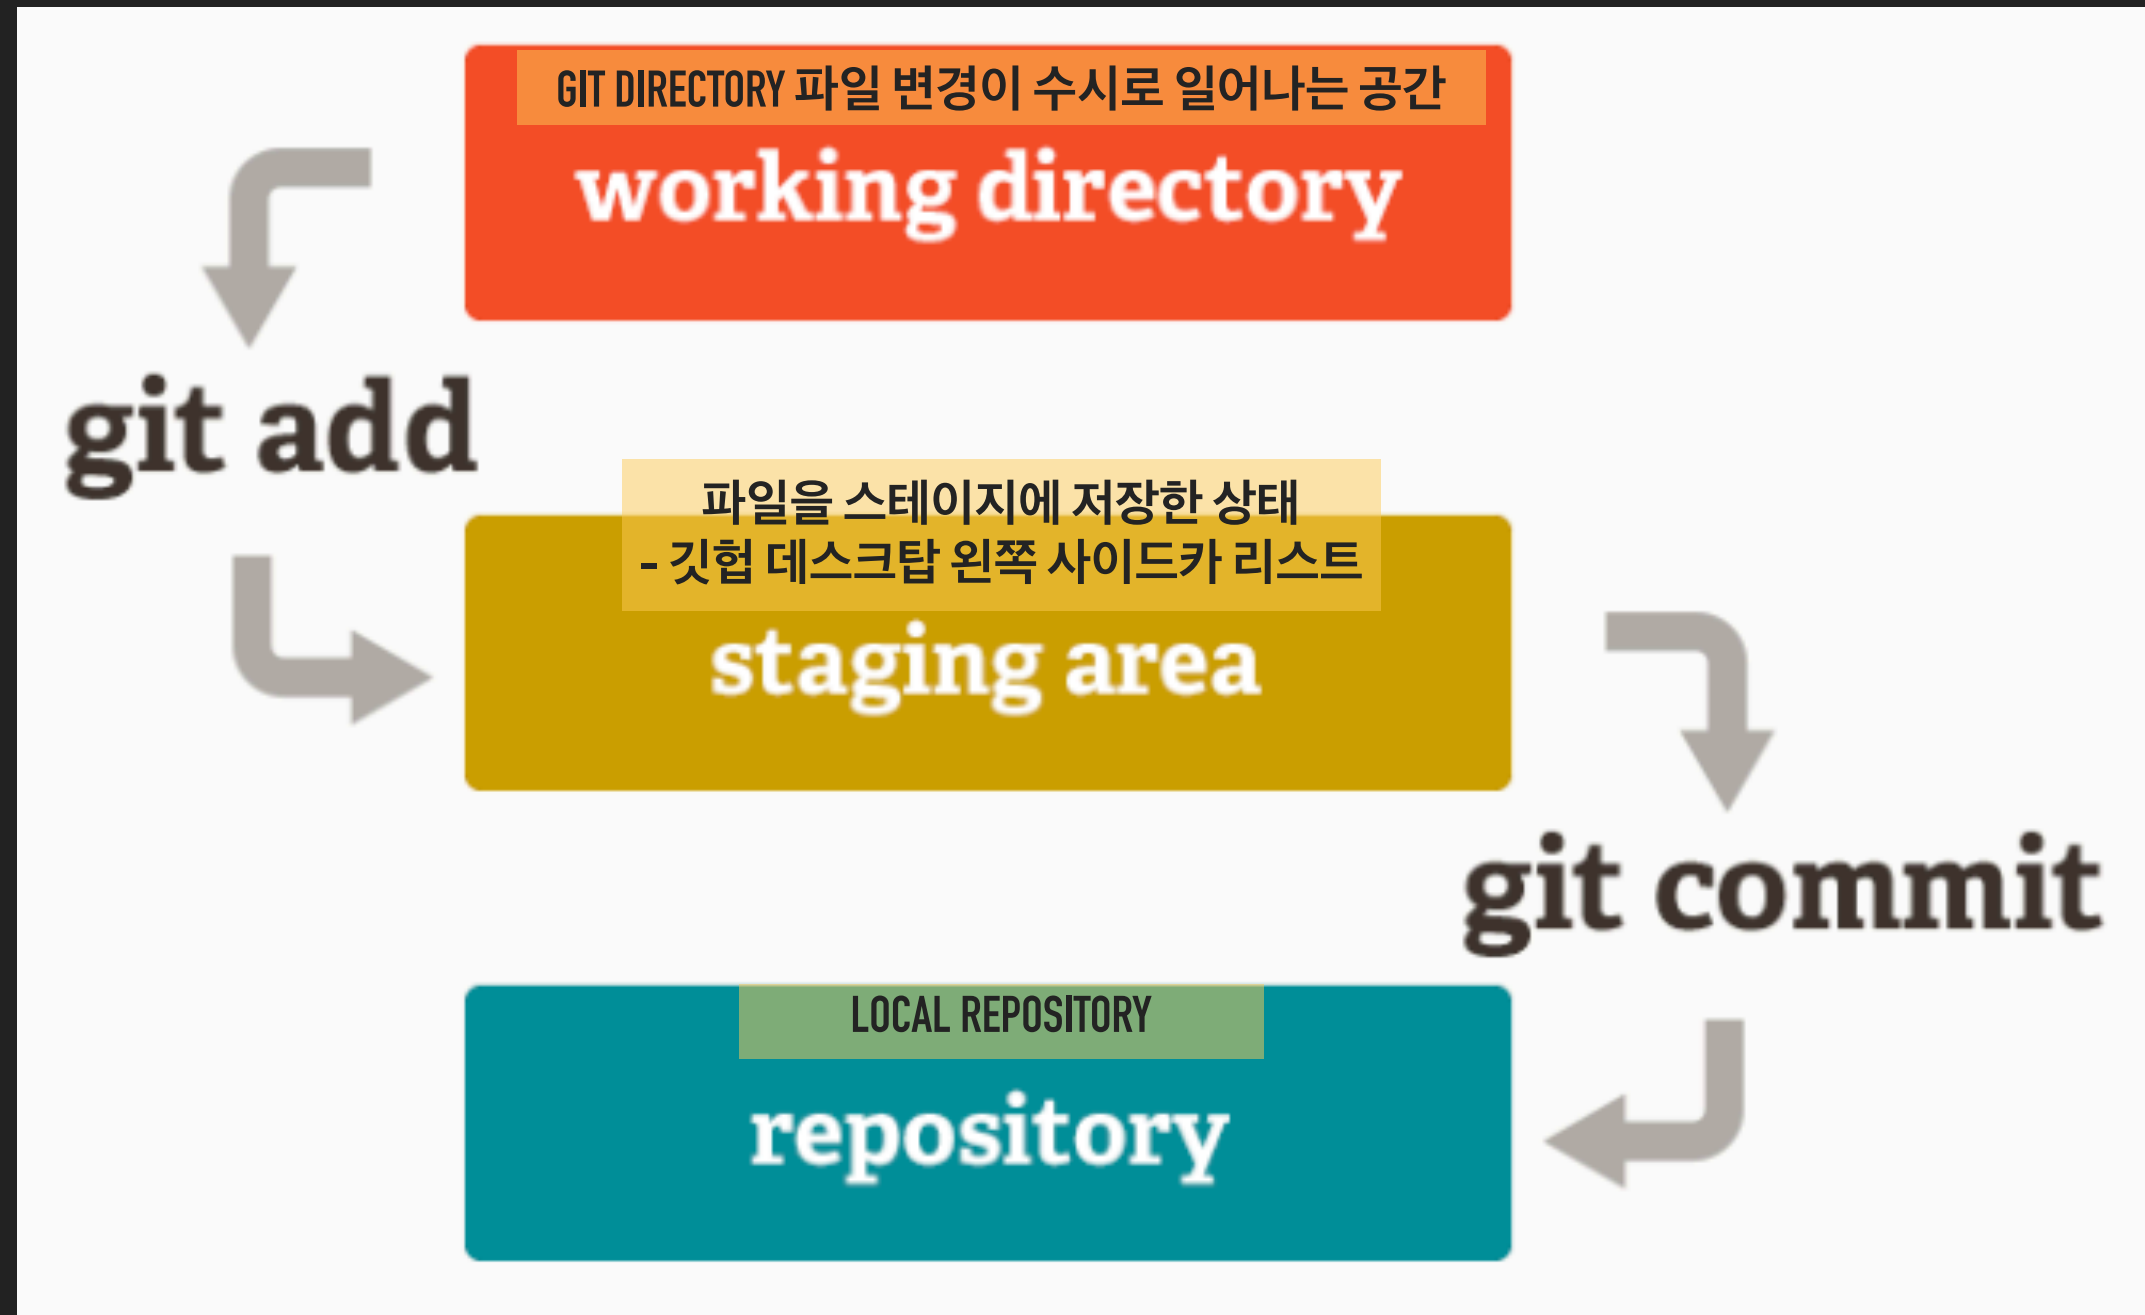 GIT DIRECTORY 파일 변경이 수시로 일어나는 공간
working directory
git add
파일을 스테이지에 저장한 상태
- 깃헙 데스크탑 왼쪽 사이드카 리스트
staging area
git commit
LOCAL REPOSITORY
repository